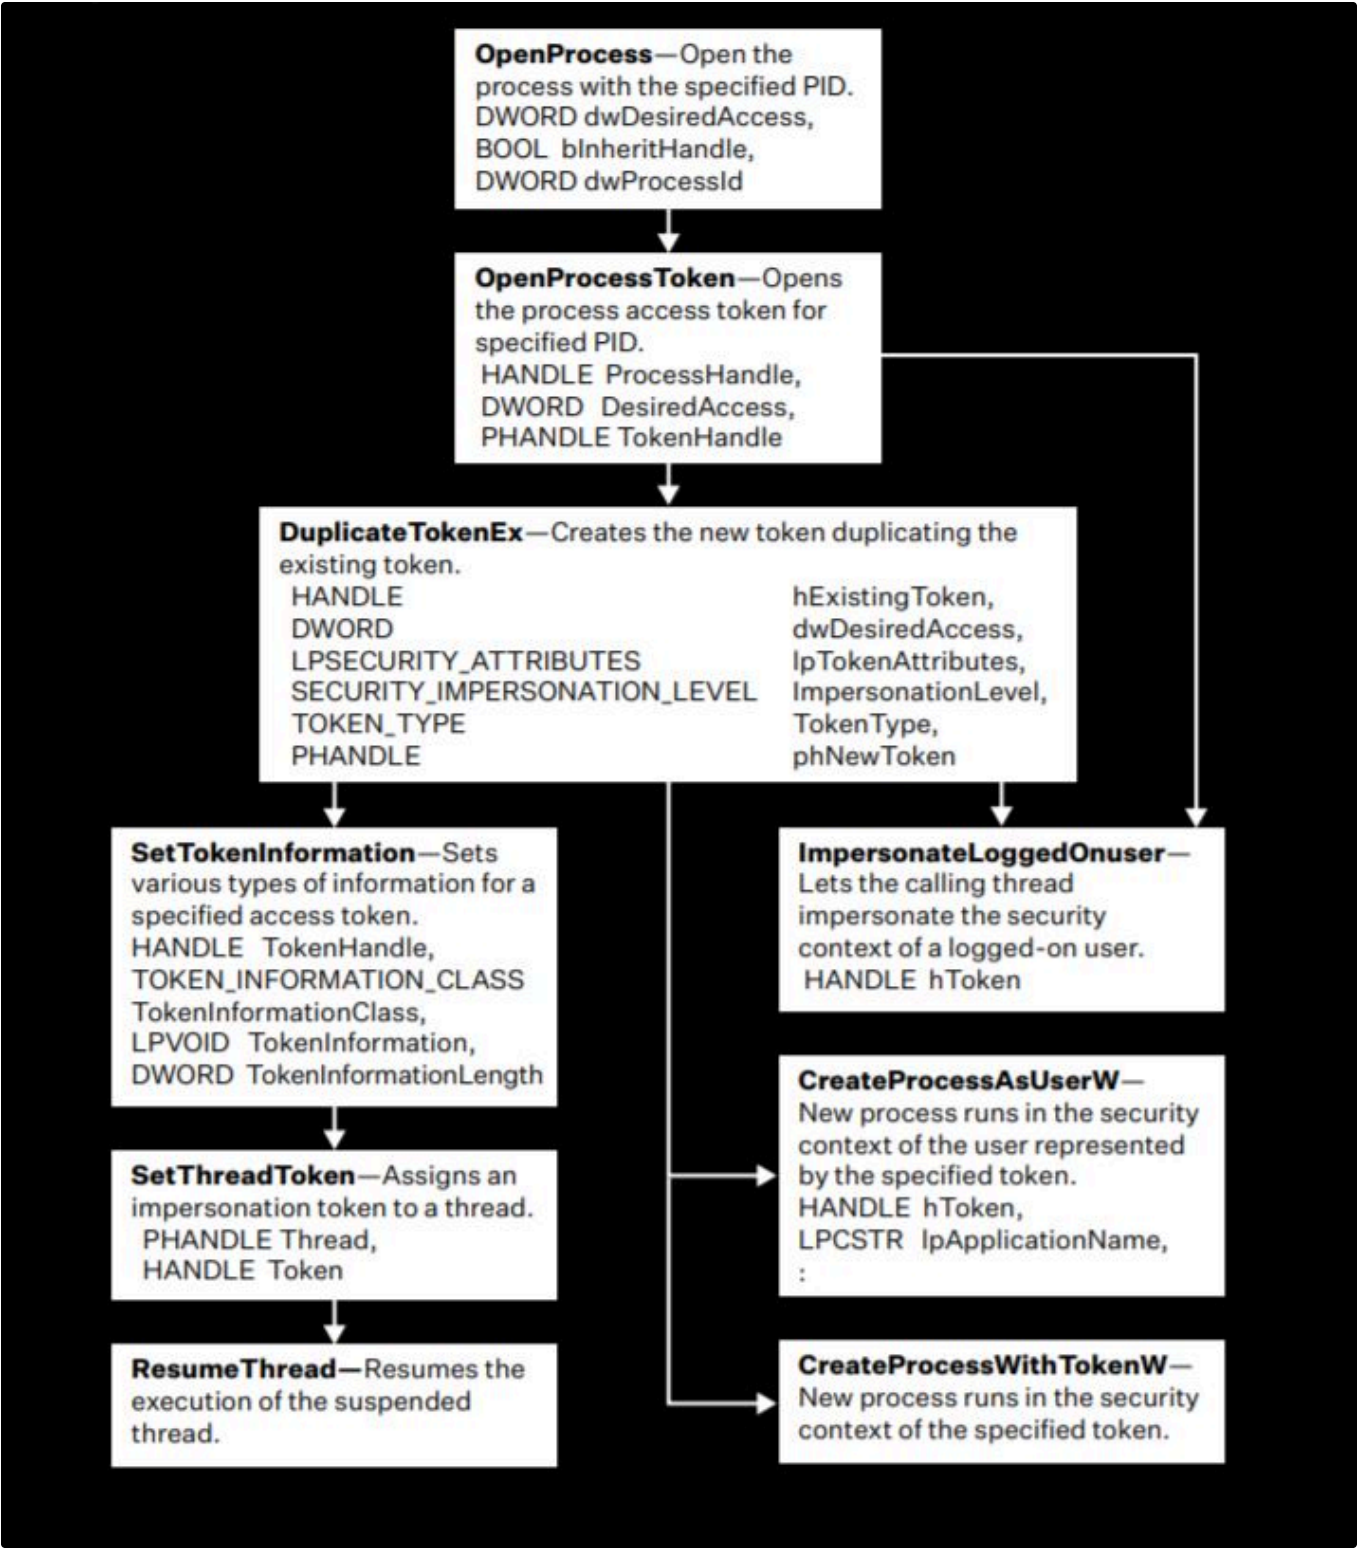 OpenProcess—Open the
process with the specified PID.
DWORD dwDesiredAccess,
BOOL bInheritHandle,
DWORD dwProcessId
OpenProcessToken—Opens
the process access token for
specified PID.
HANDLE ProcessHandle,
DWORD DesiredAccess,
PHANDLE TokenHandle
DuplicateTokenEx—Creates the new token duplicating the
existing token.
HANDLE hExistingToken,
DWORD dwDesiredAccess,
LPSECURITY_ATTRIBUTES lpTokenAttributes,
SECURITY_IMPERSONATION_LEVEL ImpersonationLevel,
TOKEN_TYPE TokenType,
PHANDLE phNewToken
SetTokenInformation—Sets
various types of information for a
specified access token.
HANDLE TokenHandle,
TOKEN_INFORMATION_CLASS
TokenInformationClass,
LPVOID TokenInformation,
DWORD TokenInformationLength
SetThreadToken—Assigns an
impersonation token to a thread.
PHANDLE Thread,
HANDLE Token
ResumeThread—Resumes the
execution of the suspended
thread.
ImpersonateLoggedOnuser—
Lets the calling thread
impersonate the security
context of a logged-on user.
HANDLE hToken
CreateProcessAsUserW—
New process runs in the security
context of the user represented
by the specified token.
HANDLE hToken,
LPCSTR lpApplicationName,
:
CreateProcessWithTokenW—
New process runs in the security
context of the specified token.